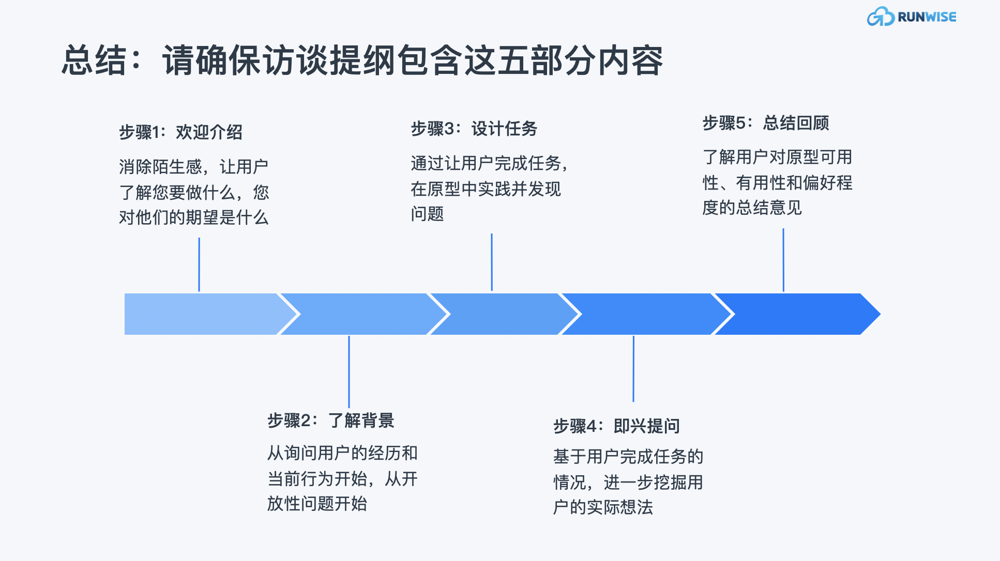 RUNWISE
总结：请确保访谈提纲包含这五部分内容
步骤1：欢迎介绍
消除陌生感，让用户
了解您要做什么，您
对他们的期望是什么
步骤2：了解背景
从询问用户的经历和
当前行为开始，从开
放性问题开始
步骤3：设计任务
通过让用户完成任务，
在原型中实践并发现
问题
步骤4：即兴提问
基于用户完成任务的
情况，进一步挖掘用
户的实际想法
步骤5：总结回顾
了解用户对原型可用
性、有用性和偏好程
度的总结意见